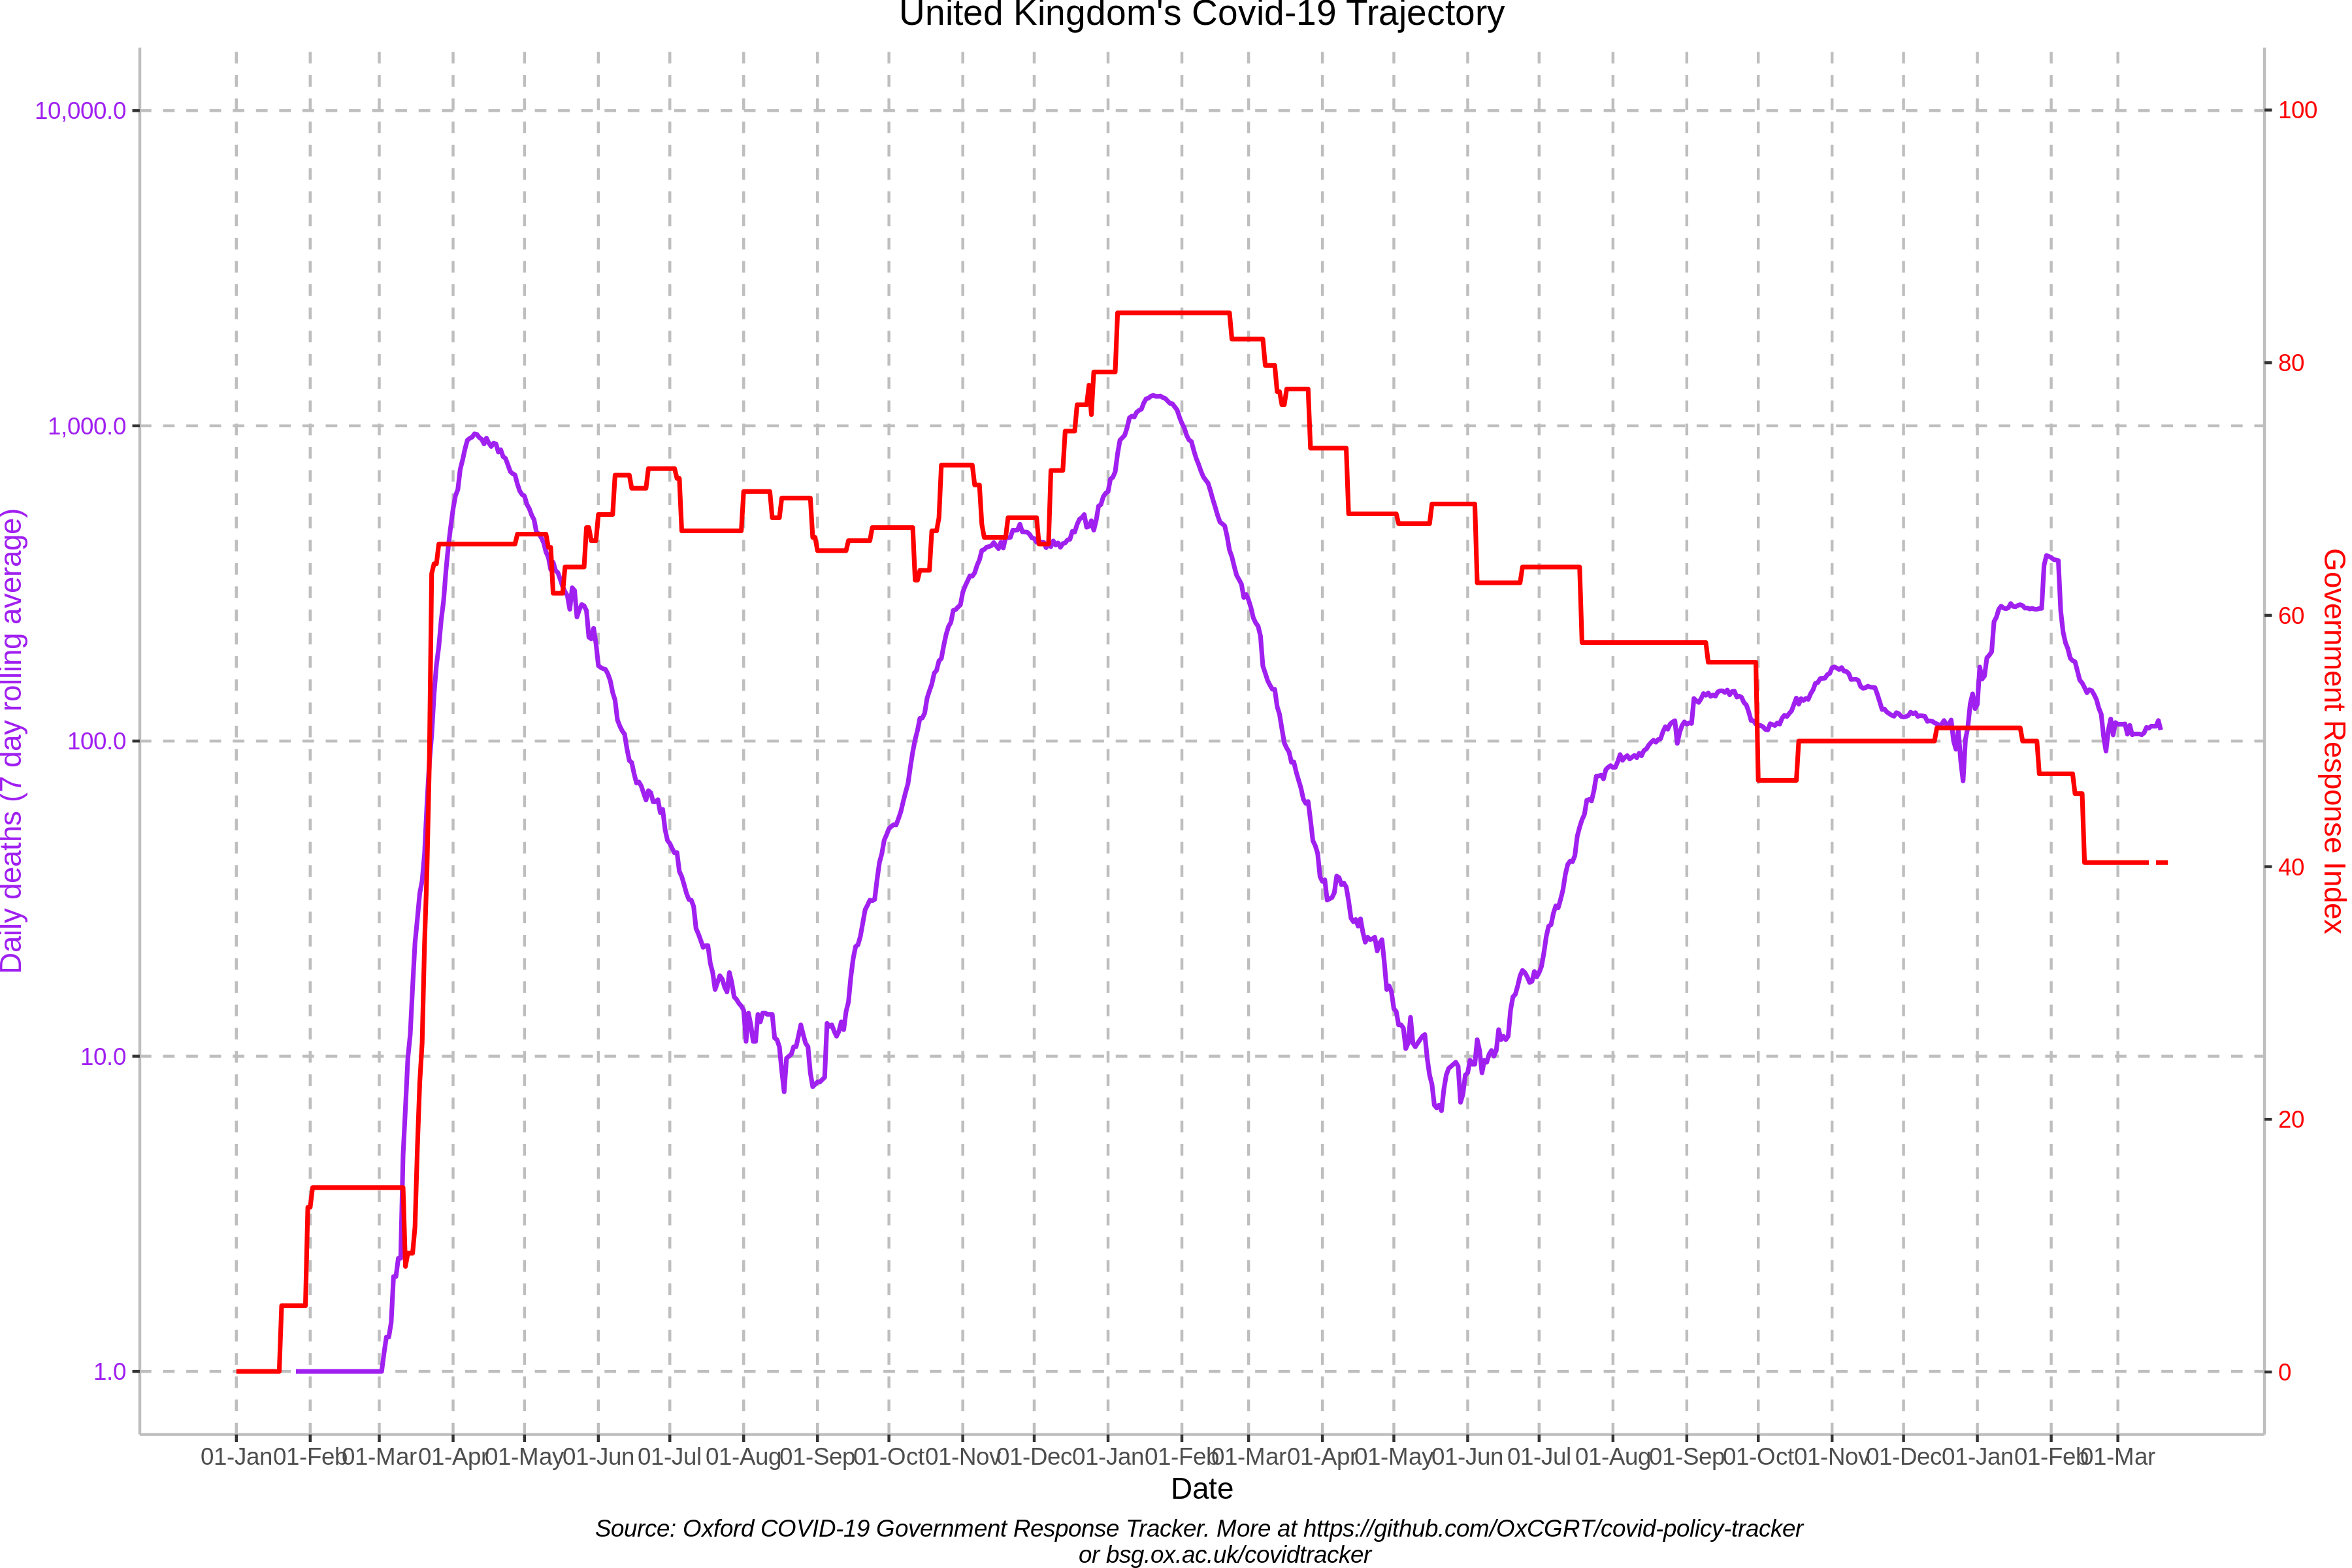 United Kingdom's Covid-19 Trajectory
10,000.0
1,000.0
100.0
10.0
1.0
Daily deaths (7 day rolling average)
100
80
60
40
20
0
Government Response Index
01-Jan 01-Feb 01-Mar 01-Apr 01-May 01-Jun 01-Jul 01-Aug 01-Sep 01-Oct 01-Nov 01-Dec 01-Jan 01-Feb 01-Mar 01-Apr 01-May 01-Jun 01-Jul 01-Aug 01-Sep 01-Oct 01-Nov 01-Dec 01-Jan 01-Feb 01-Mar
Date
Source: Oxford COVID-19 Government Response Tracker. More at https://github.com/OxCGRT/covid-policy-tracker
or bsg.ox.ac.uk/covidtracker